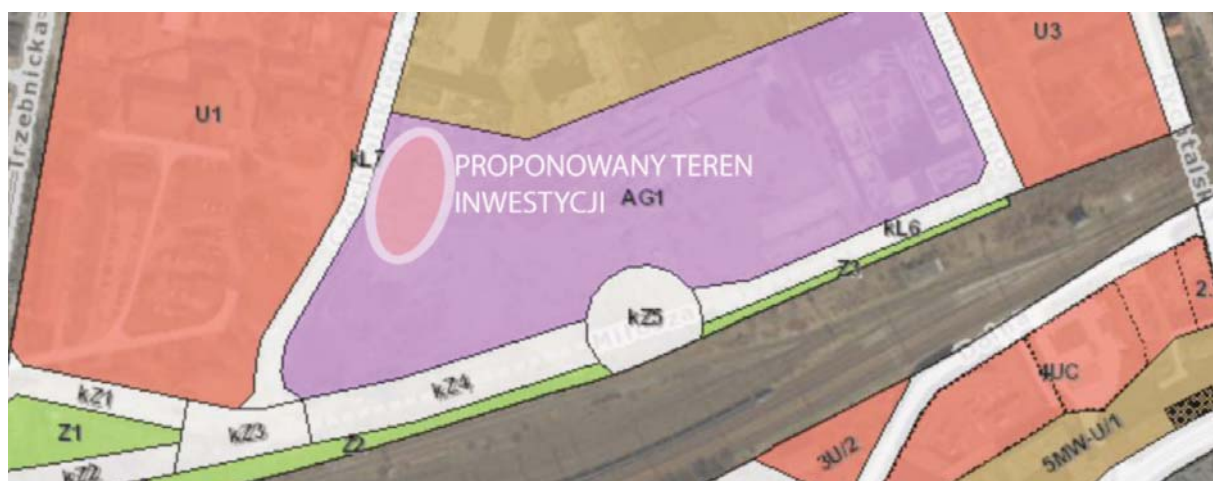 Trzebnicka
U1
kL7
PROPONOWANY TEREN
INWESTYCJI
AG1
U3
kL6
Z3
kZ5
kZ4
kZ1
Z1
kZ3
Z2
kZ2
4UC
2.
3U/2
5MW-U/1